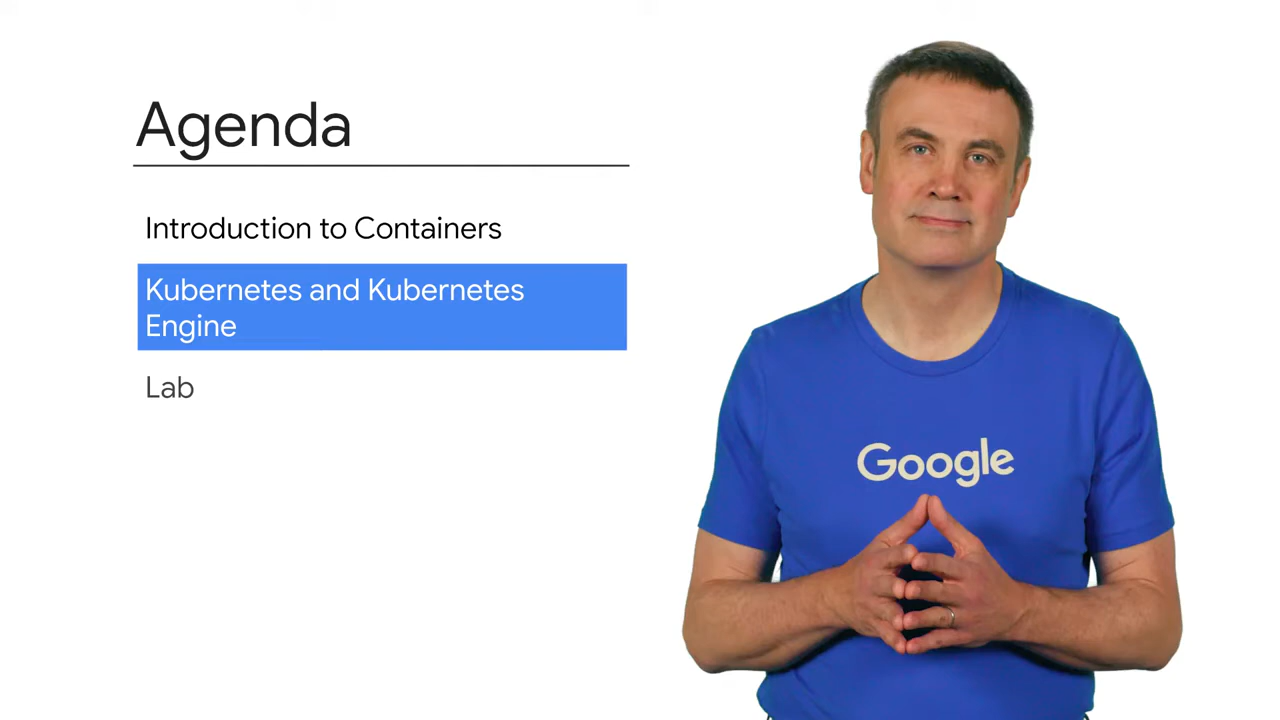 Agenda
Introduction to Containers
Kubernetes and Kubernetes
Engine
Lab
Google